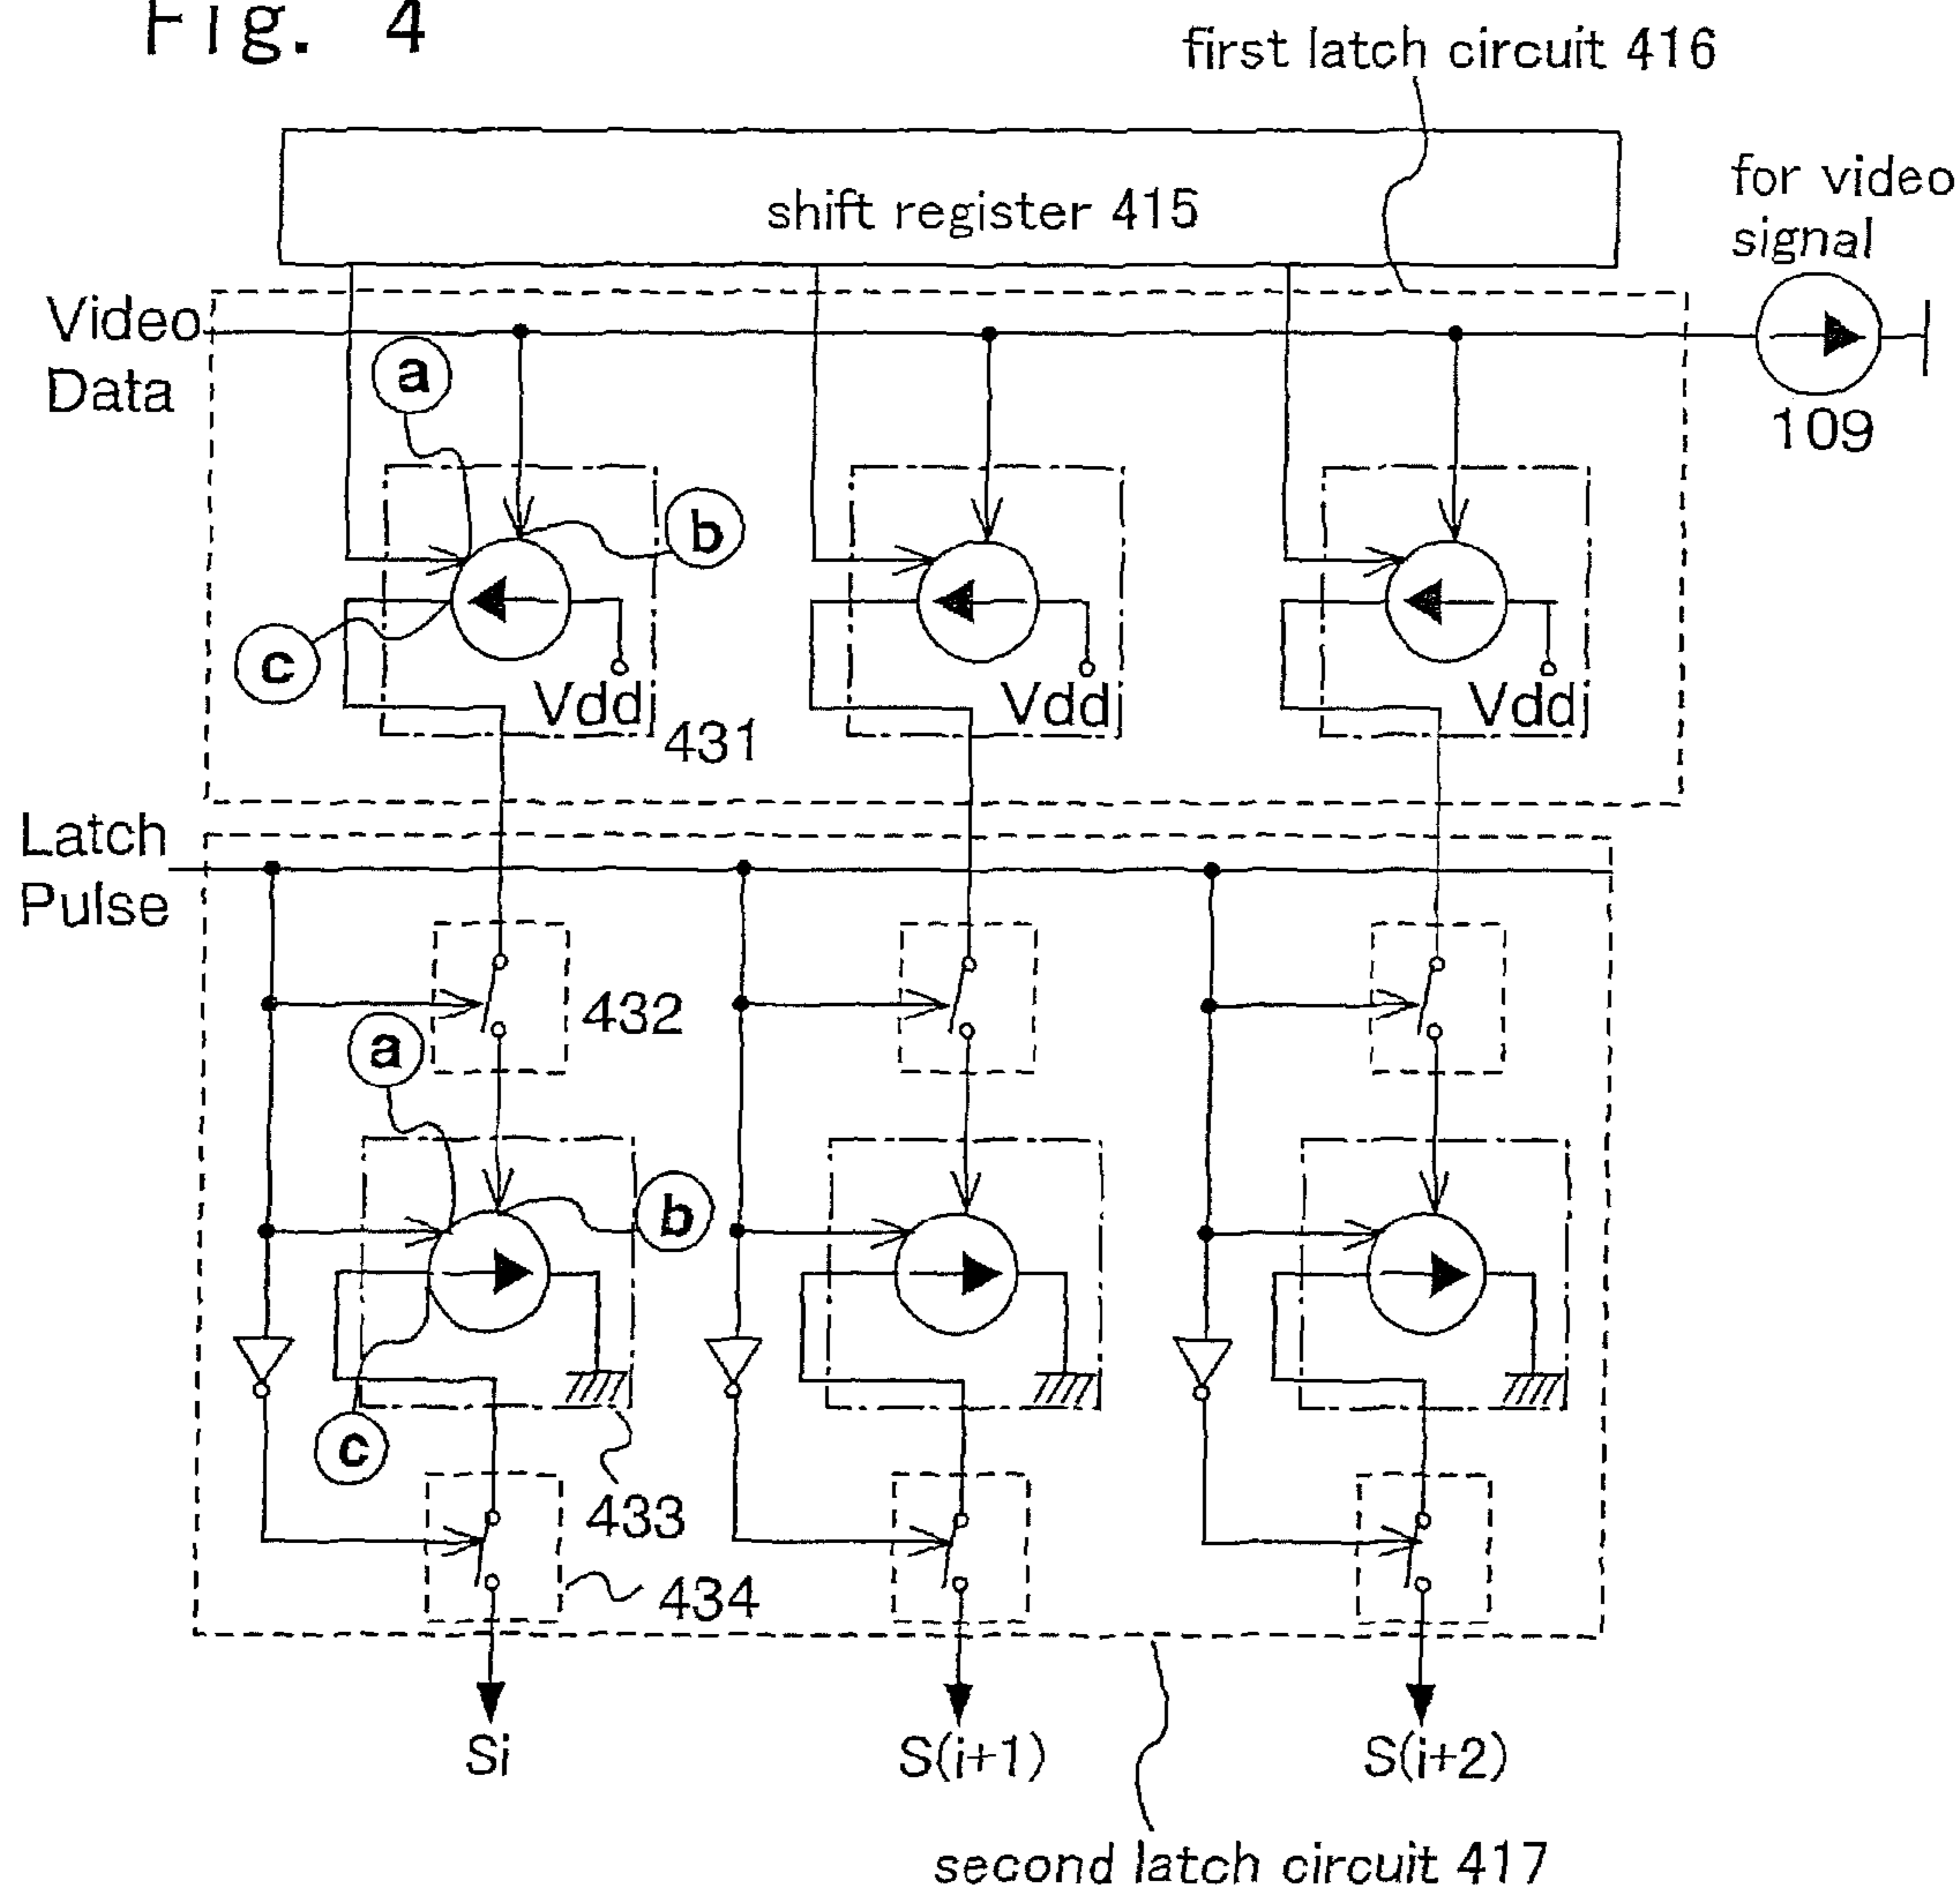 Fig. 4
first latch circuit 416
shift register 415
for video
signal
109
Video
Data
a
b
c
Vdd
431
Vdd
Vdd
Latch
Pulse
432
a
b
c
433
434
Si
S(i+1)
S(i+2)
second latch circuit 417